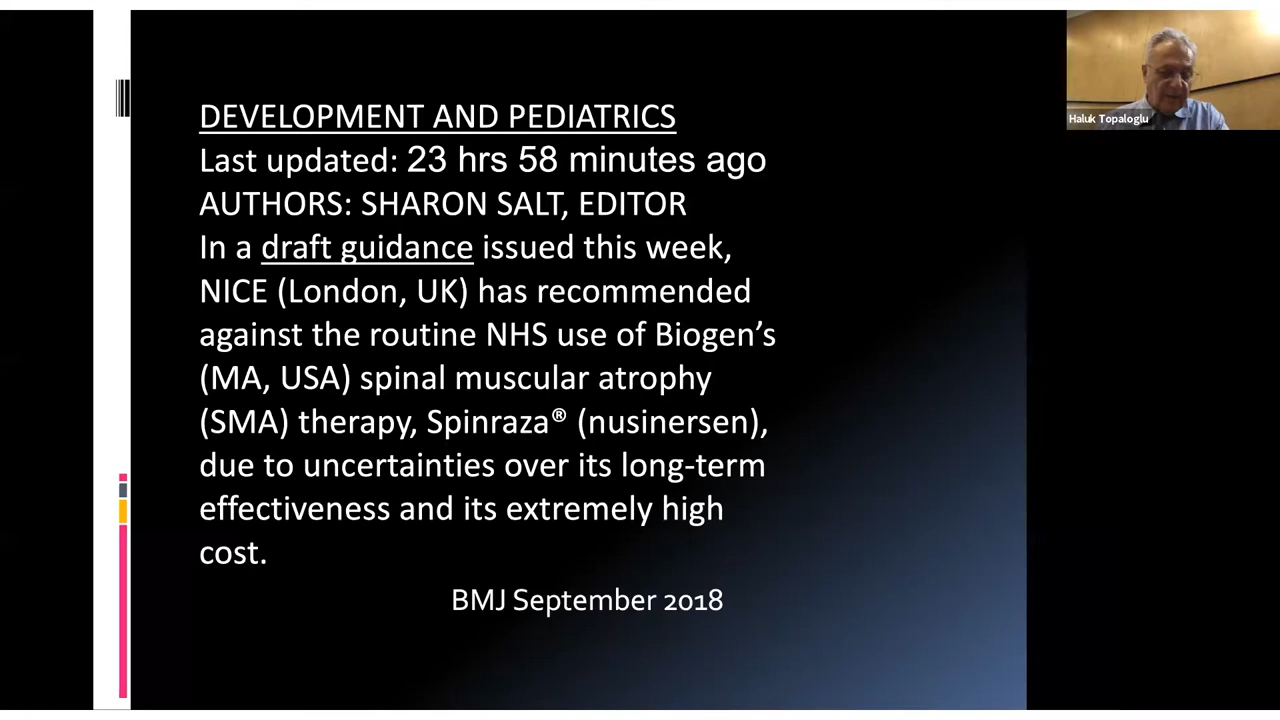 DEVELOPMENT AND PEDIATRICS
Last updated: 23 hrs 58 minutes ago
AUTHORS: SHARON SALT, EDITOR
In a draft guidance issued this week,
NICE (London, UK) has recommended
against the routine NHS use of Biogen’s
(MA, USA) spinal muscular atrophy
(SMA) therapy, Spinraza® (nusinersen),
due to uncertainties over its long-term
effectiveness and its extremely high
cost.
BMJ September 2018
Haluk Topaloglu